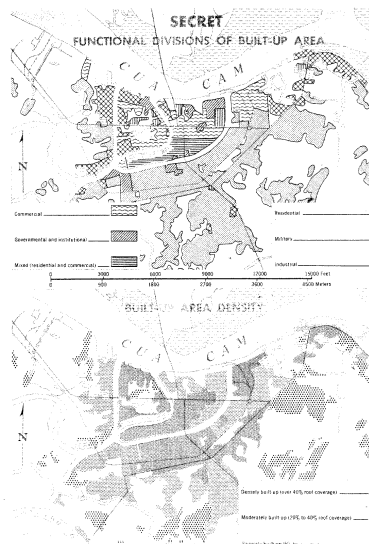 SECRET
FUNCTIONAL DIVISIONS OF BUILT-UP AREA
CUA CAM
N
Commercial
Governmental and institutional
Mixed (residential and commercial)
Residential
Military
Industrial
0 3000 6000 9000 12000 15000 Feet
0 900 1800 2700 3600 4500 Meters
BUILT-UP AREA DENSITY
CUA CAM
N
Densely built up (over 40% roof coverage)
Moderately built up (20% to 40% roof coverage)